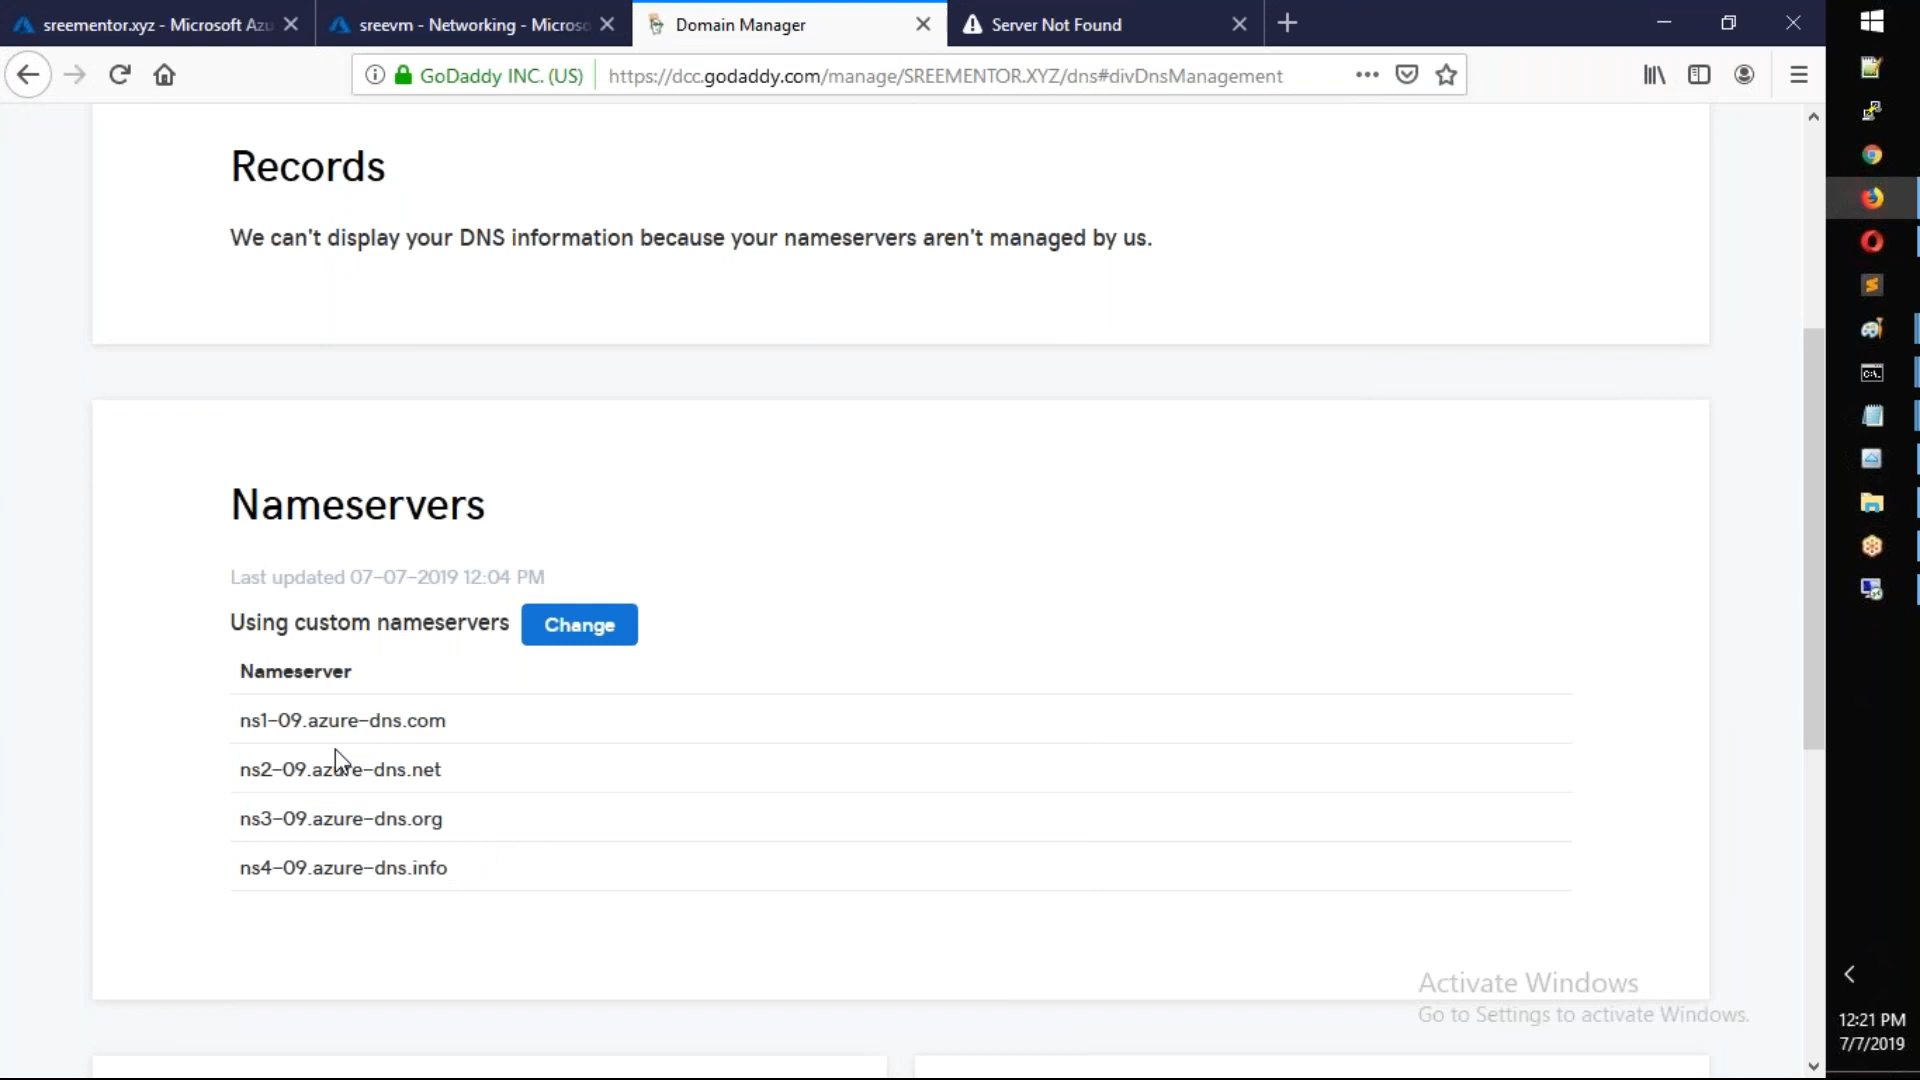 sreementor.xyz - Microsoft Azu
sreevm - Networking - Microso
Domain Manager
Server Not Found
GoDaddy INC. (US)
https://dcc.godaddy.com/manage/SREEMENTOR.XYZ/dns#divDnsManagement
Records
We can't display your DNS information because your nameservers aren't managed by us.
Nameservers
Last updated 07-07-2019 12:04 PM
Using custom nameservers
Change
Nameserver
ns1-09.azure-dns.com
ns2-09.azure-dns.net
ns3-09.azure-dns.org
ns4-09.azure-dns.info
Activate Windows
Go to Settings to activate Windows.
12:21 PM
7/7/2019